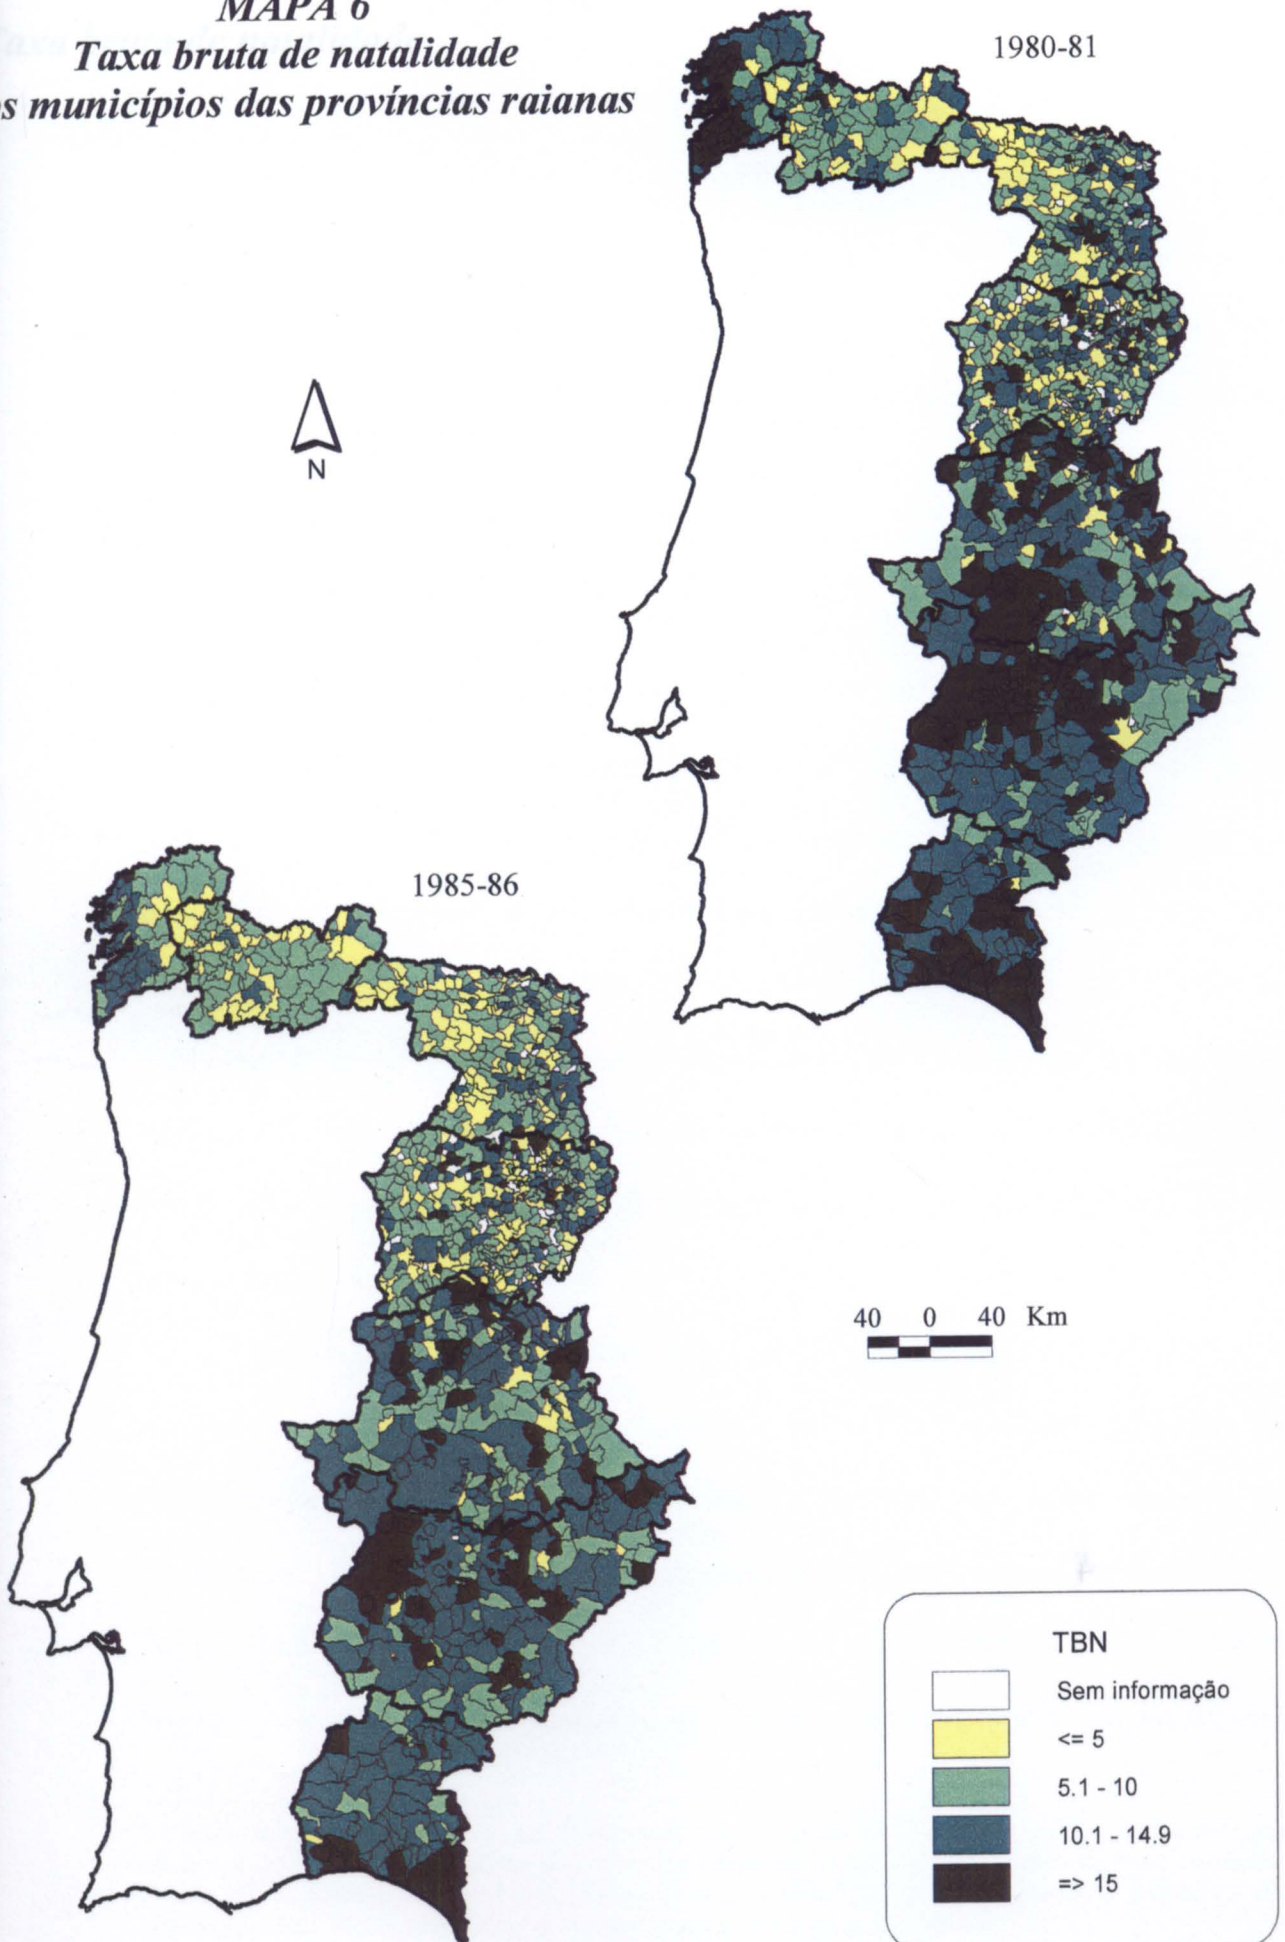 MAPA 6
Taxa bruta de natalidade
os municípios das províncias raianas
1980-81
N
1985-86
40 0 40 Km
TBN
Sem informação
<= 5
5.1 - 10
10.1 - 14.9
=> 15